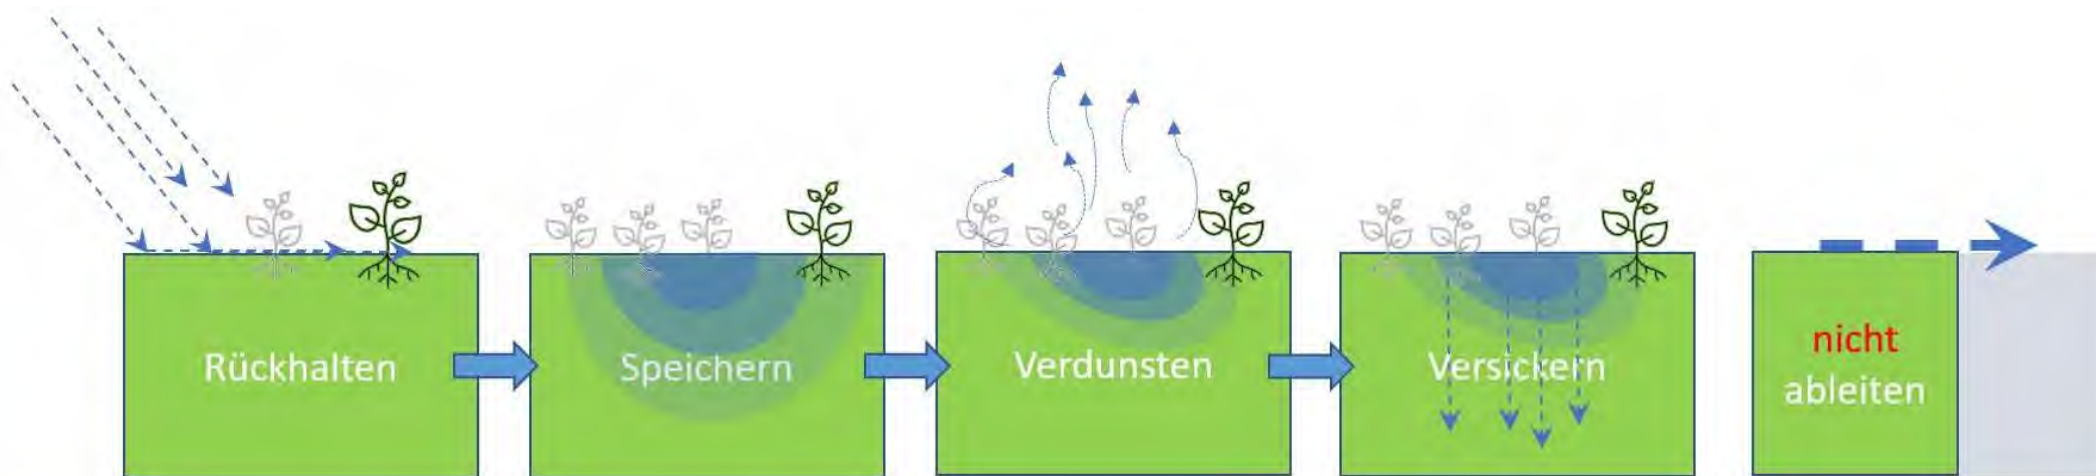 Rückhalten
Speichern
Verdunsten
Versickern
nicht
ableiten